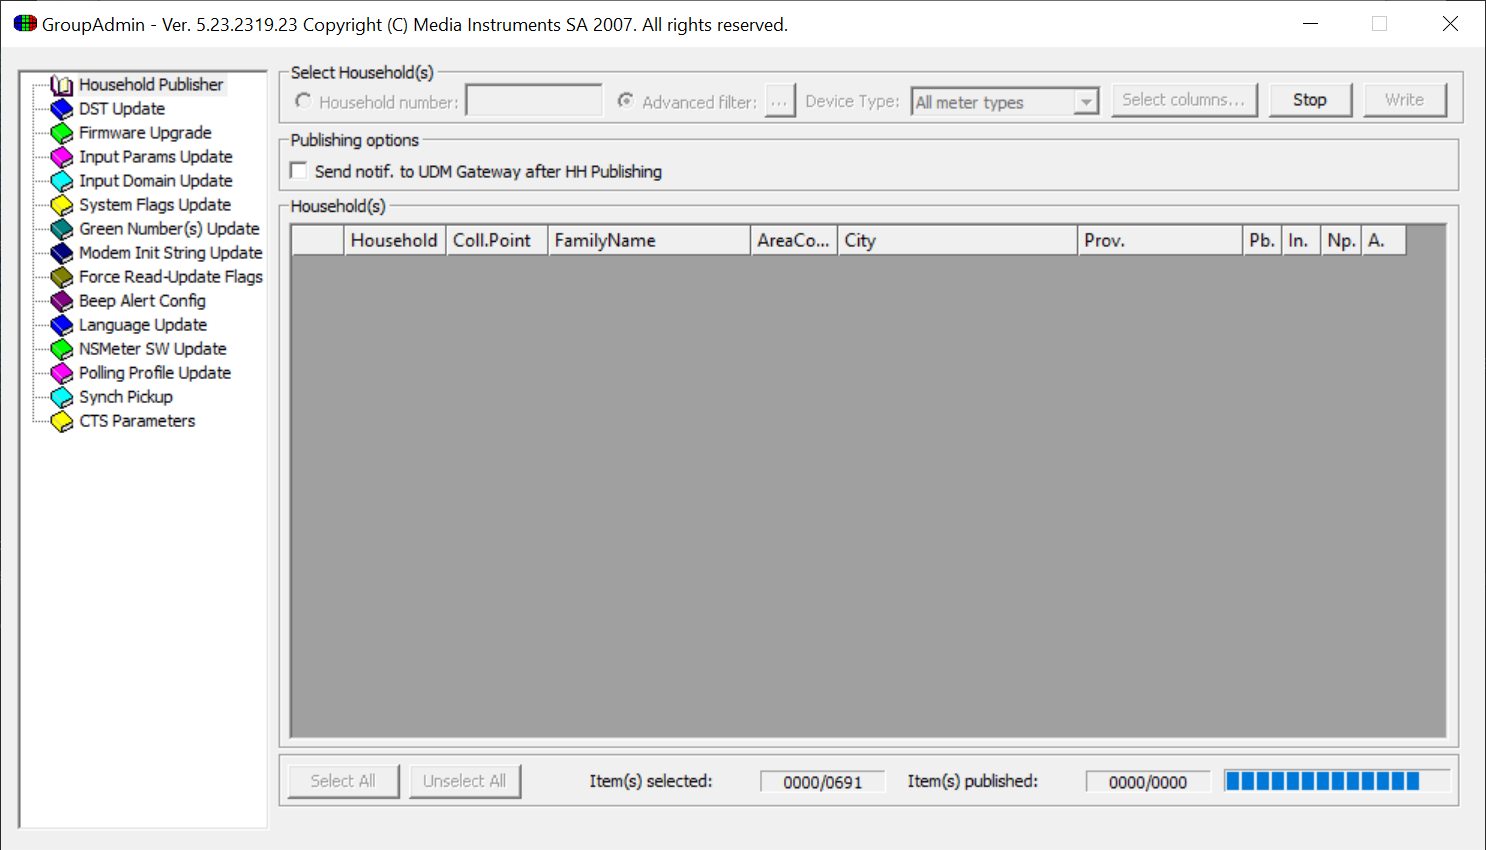 GroupAdmin - Ver. 5.23.2319.23 Copyright (C) Media Instruments SA 2007. All rights reserved.
Household Publisher
DST Update
Firmware Upgrade
Input Params Update
Input Domain Update
System Flags Update
Green Number(s) Update
Modem Init String Update
Force Read-Update Flags
Beep Alert Config
Language Update
NSMeter SW Update
Polling Profile Update
Synch Pickup
CTS Parameters
Select Household(s)
Household number: Advanced filter: ... Device Type: All meter types Select columns... Stop Write
Publishing options
Send notif. to UDM Gateway after HH Publishing
Household(s)
Household Coll.Point FamilyName AreaCo... City Prov. Pb. In. Np. A.
Select All Unselect All Item(s) selected: 0000/0691 Item(s) published: 0000/0000